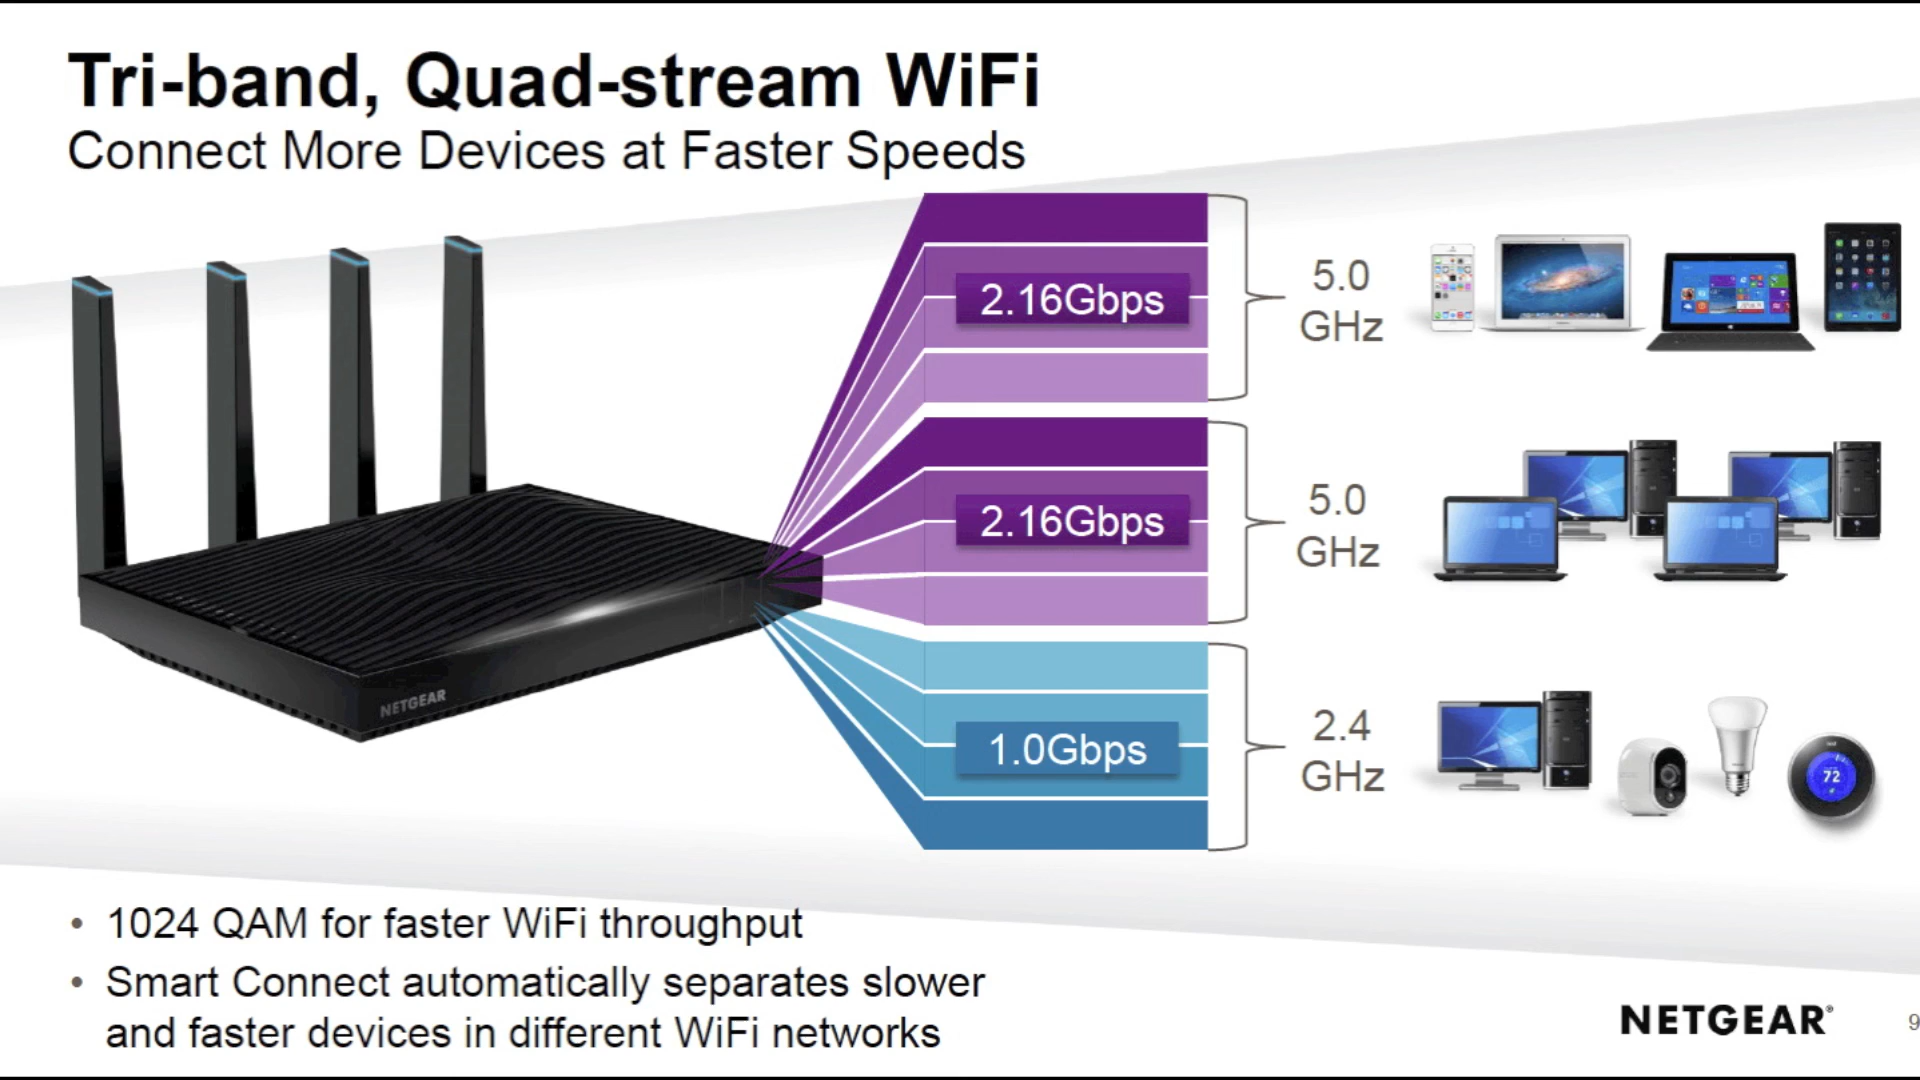 Tri-band, Quad-stream WiFi
Connect More Devices at Faster Speeds
2.16Gbps
5.0
GHz
2.16Gbps
5.0
GHz
1.0Gbps
2.4
GHz
72
NETGEAR
• 1024 QAM for faster WiFi throughput
• Smart Connect automatically separates slower
and faster devices in different WiFi networks
NETGEAR®
9